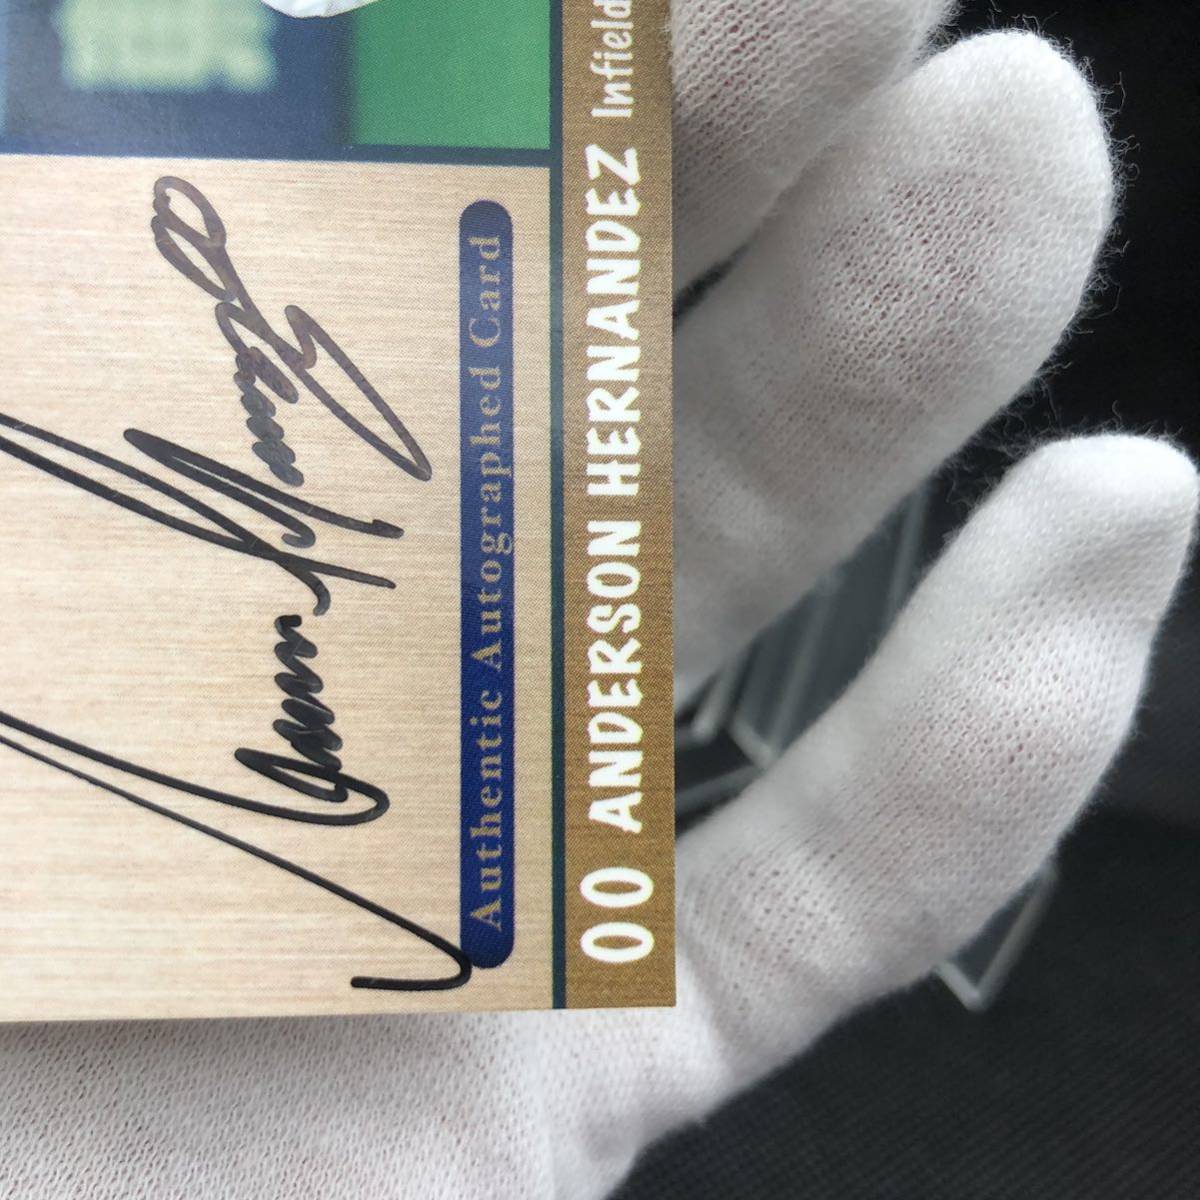 Authentic Autographed Card
00 ANDERSON HERNANDEZ Infield